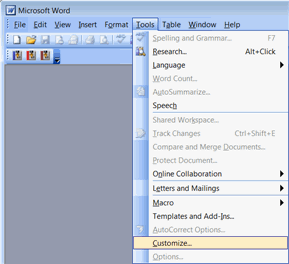 Microsoft Word
File Edit View Insert Format Tools Table Window Help
Spelling and Grammar... F7
Research... Alt+Click
Language
Word Count...
AutoSummarize...
Speech
Shared Workspace...
Track Changes Ctrl+Shift+E
Compare and Merge Documents...
Protect Document...
Online Collaboration
Letters and Mailings
Macro
Templates and Add-Ins...
AutoCorrect Options...
Customize...
Options...